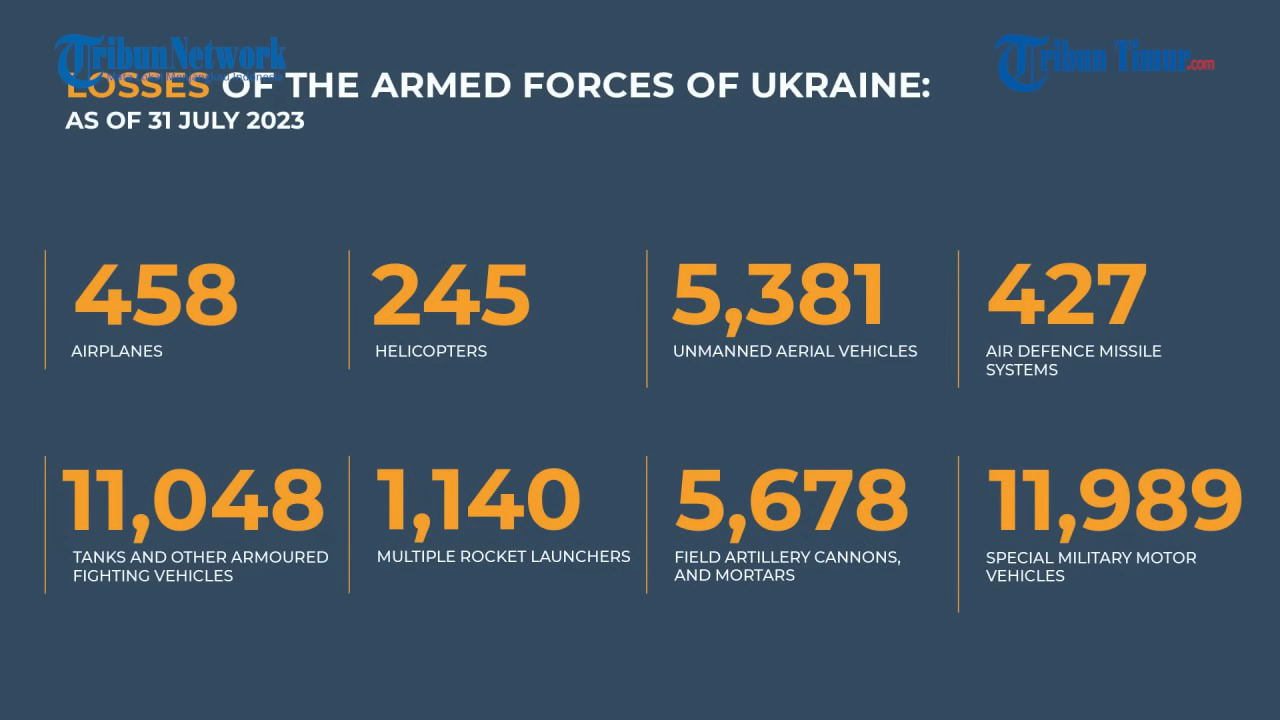 TribunNetwork
Tribun Timur.com
LOSSES OF THE ARMED FORCES OF UKRAINE:
AS OF 31 JULY 2023
458
AIRPLANES
245
HELICOPTERS
5,381
UNMANNED AERIAL VEHICLES
427
AIR DEFENCE MISSILE
SYSTEMS
11,048
TANKS AND OTHER ARMOURED
FIGHTING VEHICLES
1,140
MULTIPLE ROCKET LAUNCHERS
5,678
FIELD ARTILLERY CANNONS,
AND MORTARS
11,989
SPECIAL MILITARY MOTOR
VEHICLES